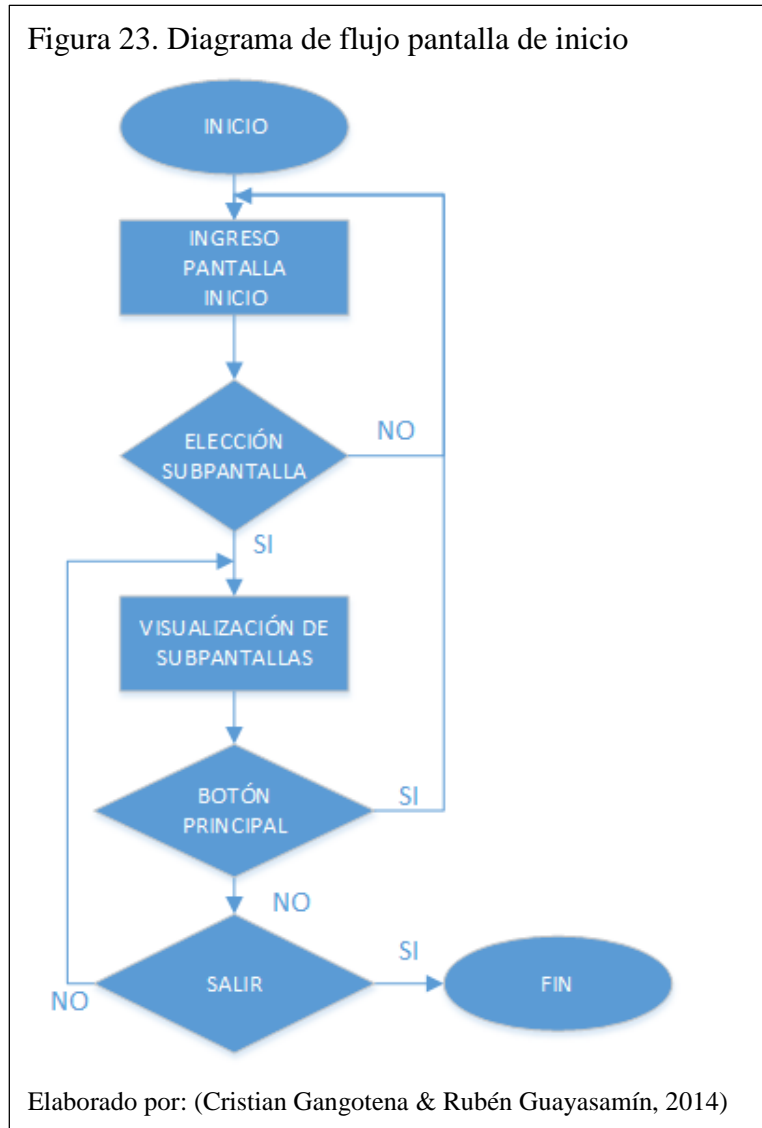 Figura 23. Diagrama de flujo pantalla de inicio
INICIO
INGRESO
PANTALLA
INICIO
ELECCIÓN
SUBPANTALLA
NO
SI
VISUALIZACIÓN DE
SUBPANTALLAS
BOTÓN
PRINCIPAL
SI
NO
SALIR
SI
FIN
NO
Elaborado por: (Cristian Gangotena & Rubén Guayasamín, 2014)